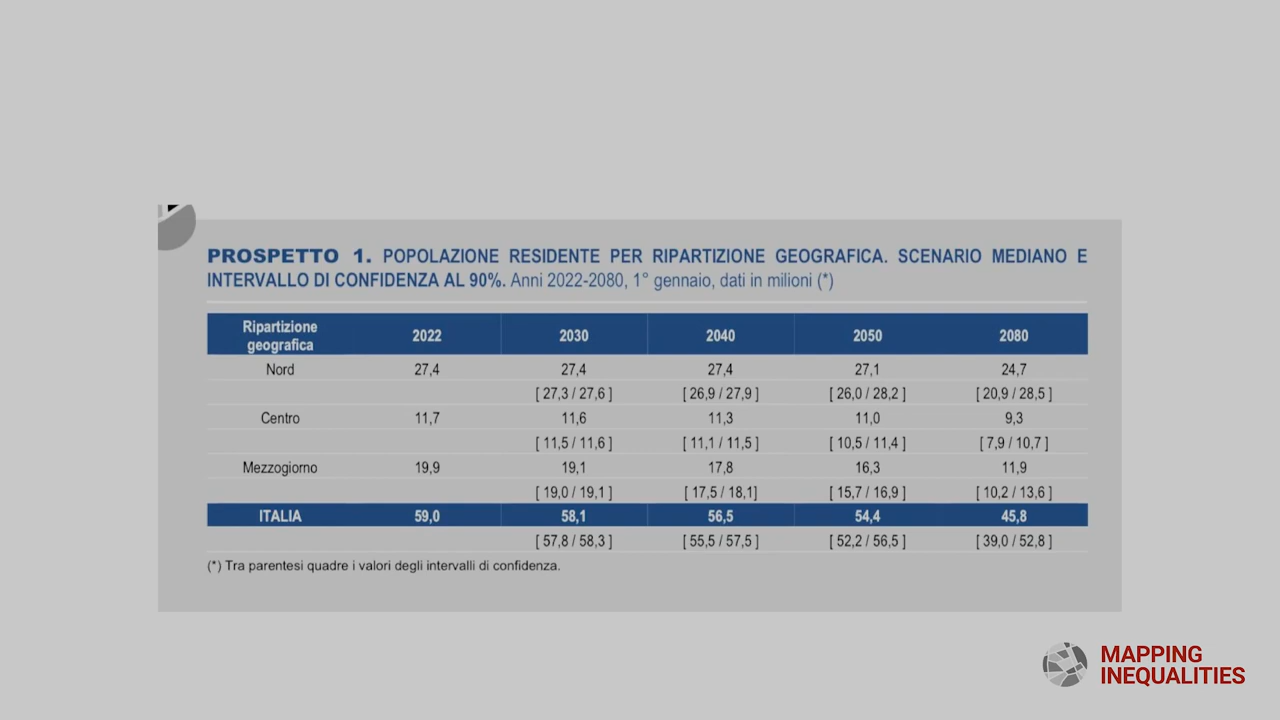 PROSPETTO 1. POPOLAZIONE RESIDENTE PER RIPARTIZIONE GEOGRAFICA. SCENARIO MEDIANO E
INTERVALLO DI CONFIDENZA AL 90%. Anni 2022-2080, 1° gennaio, dati in milioni (*)
Ripartizione geografica 2022 2030 2040 2050 2080
Nord 27,4 27,4 27,4 27,1 24,7
[ 27,3 / 27,6 ] [ 26,9 / 27,9 ] [ 26,0 / 28,2 ] [ 20,9 / 28,5 ]
Centro 11,7 11,6 11,3 11,0 9,3
[ 11,5 / 11,6 ] [ 11,1 / 11,5 ] [ 10,5 / 11,4 ] [ 7,9 / 10,7 ]
Mezzogiorno 19,9 19,1 17,8 16,3 11,9
[ 19,0 / 19,1 ] [ 17,5 / 18,1] [ 15,7 / 16,9 ] [ 10,2 / 13,6 ]
ITALIA 59,0 58,1 56,5 54,4 45,8
[ 57,8 / 58,3 ] [ 55,5 / 57,5 ] [ 52,2 / 56,5 ] [ 39,0 / 52,8 ]
(*) Tra parentesi quadre i valori degli intervalli di confidenza.
MAPPING
INEQUALITIES